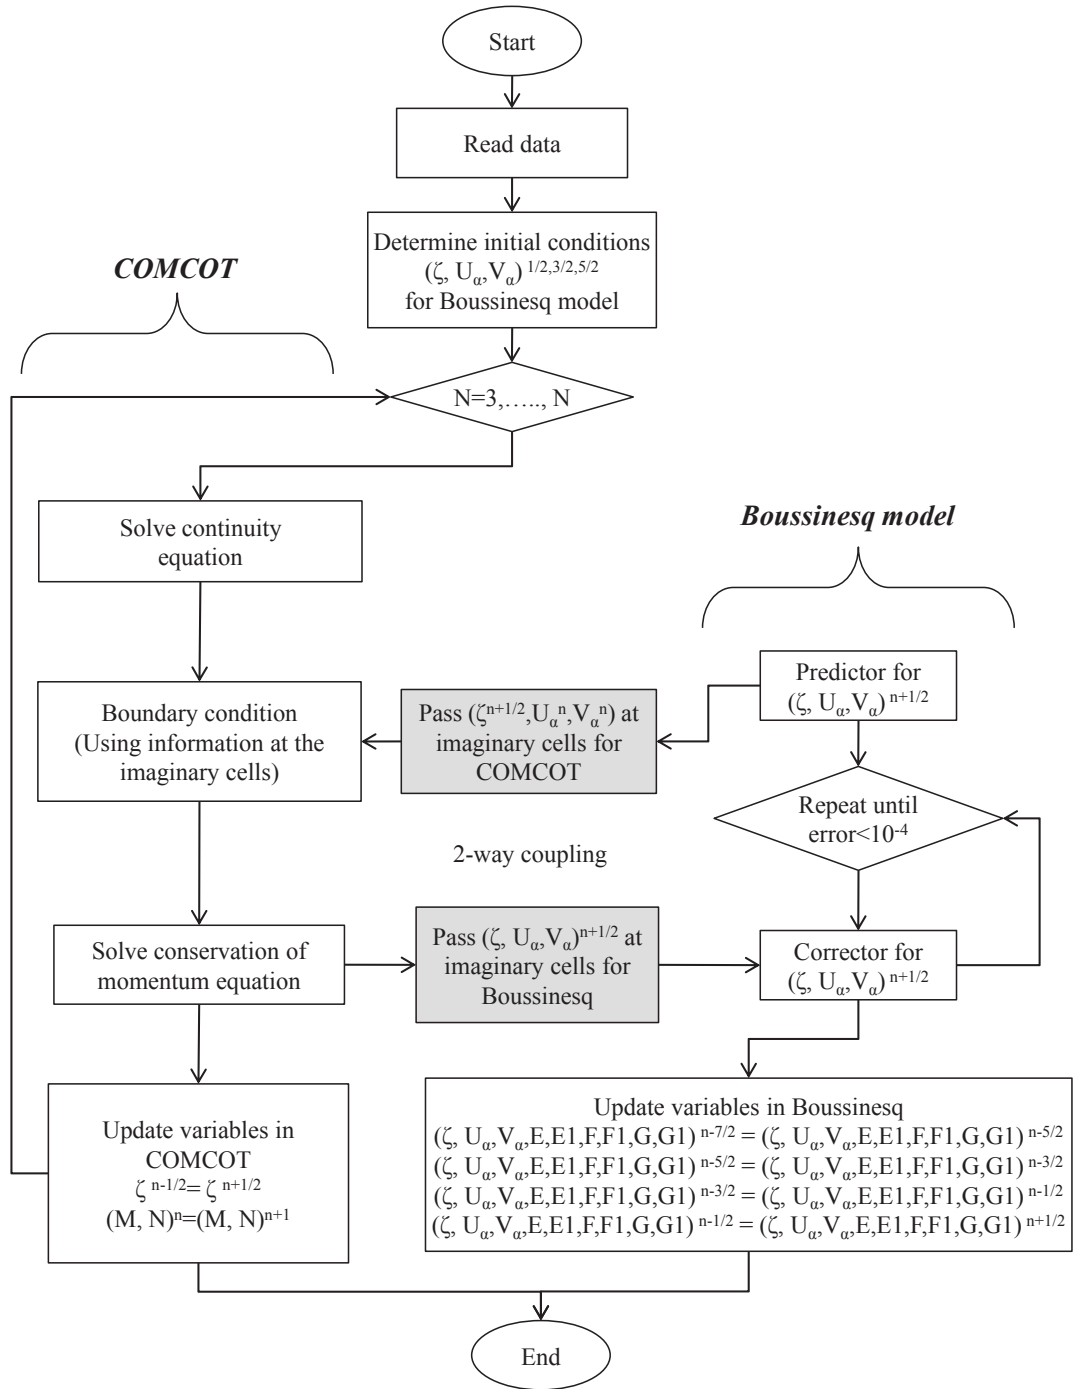 Start
Read data
Determine initial conditions
(ζ, Uα,Vα) 1/2,3/2,5/2
for Boussinesq model
COMCOT
N=3,....., N
Solve continuity
equation
Boussinesq model
Predictor for
(ζ, Uα,Vα) n+1/2
Boundary condition
(Using information at the
imaginary cells)
Pass (ζn+1/2,Uαn,Vαn) at
imaginary cells for
COMCOT
Repeat until
error<10-4
2-way coupling
Solve conservation of
momentum equation
Pass (ζ, Uα,Vα)n+1/2 at
imaginary cells for
Boussinesq
Corrector for
(ζ, Uα,Vα) n+1/2
Update variables in
COMCOT
ζ n-1/2= ζ n+1/2
(M, N)n=(M, N)n+1
Update variables in Boussinesq
(ζ, Uα,Vα,E,E1,F,F1,G,G1) n-7/2 = (ζ, Uα,Vα,E,E1,F,F1,G,G1) n-5/2
(ζ, Uα,Vα,E,E1,F,F1,G,G1) n-5/2 = (ζ, Uα,Vα,E,E1,F,F1,G,G1) n-3/2
(ζ, Uα,Vα,E,E1,F,F1,G,G1) n-3/2 = (ζ, Uα,Vα,E,E1,F,F1,G,G1) n-1/2
(ζ, Uα,Vα,E,E1,F,F1,G,G1) n-1/2 = (ζ, Uα,Vα,E,E1,F,F1,G,G1) n+1/2
End